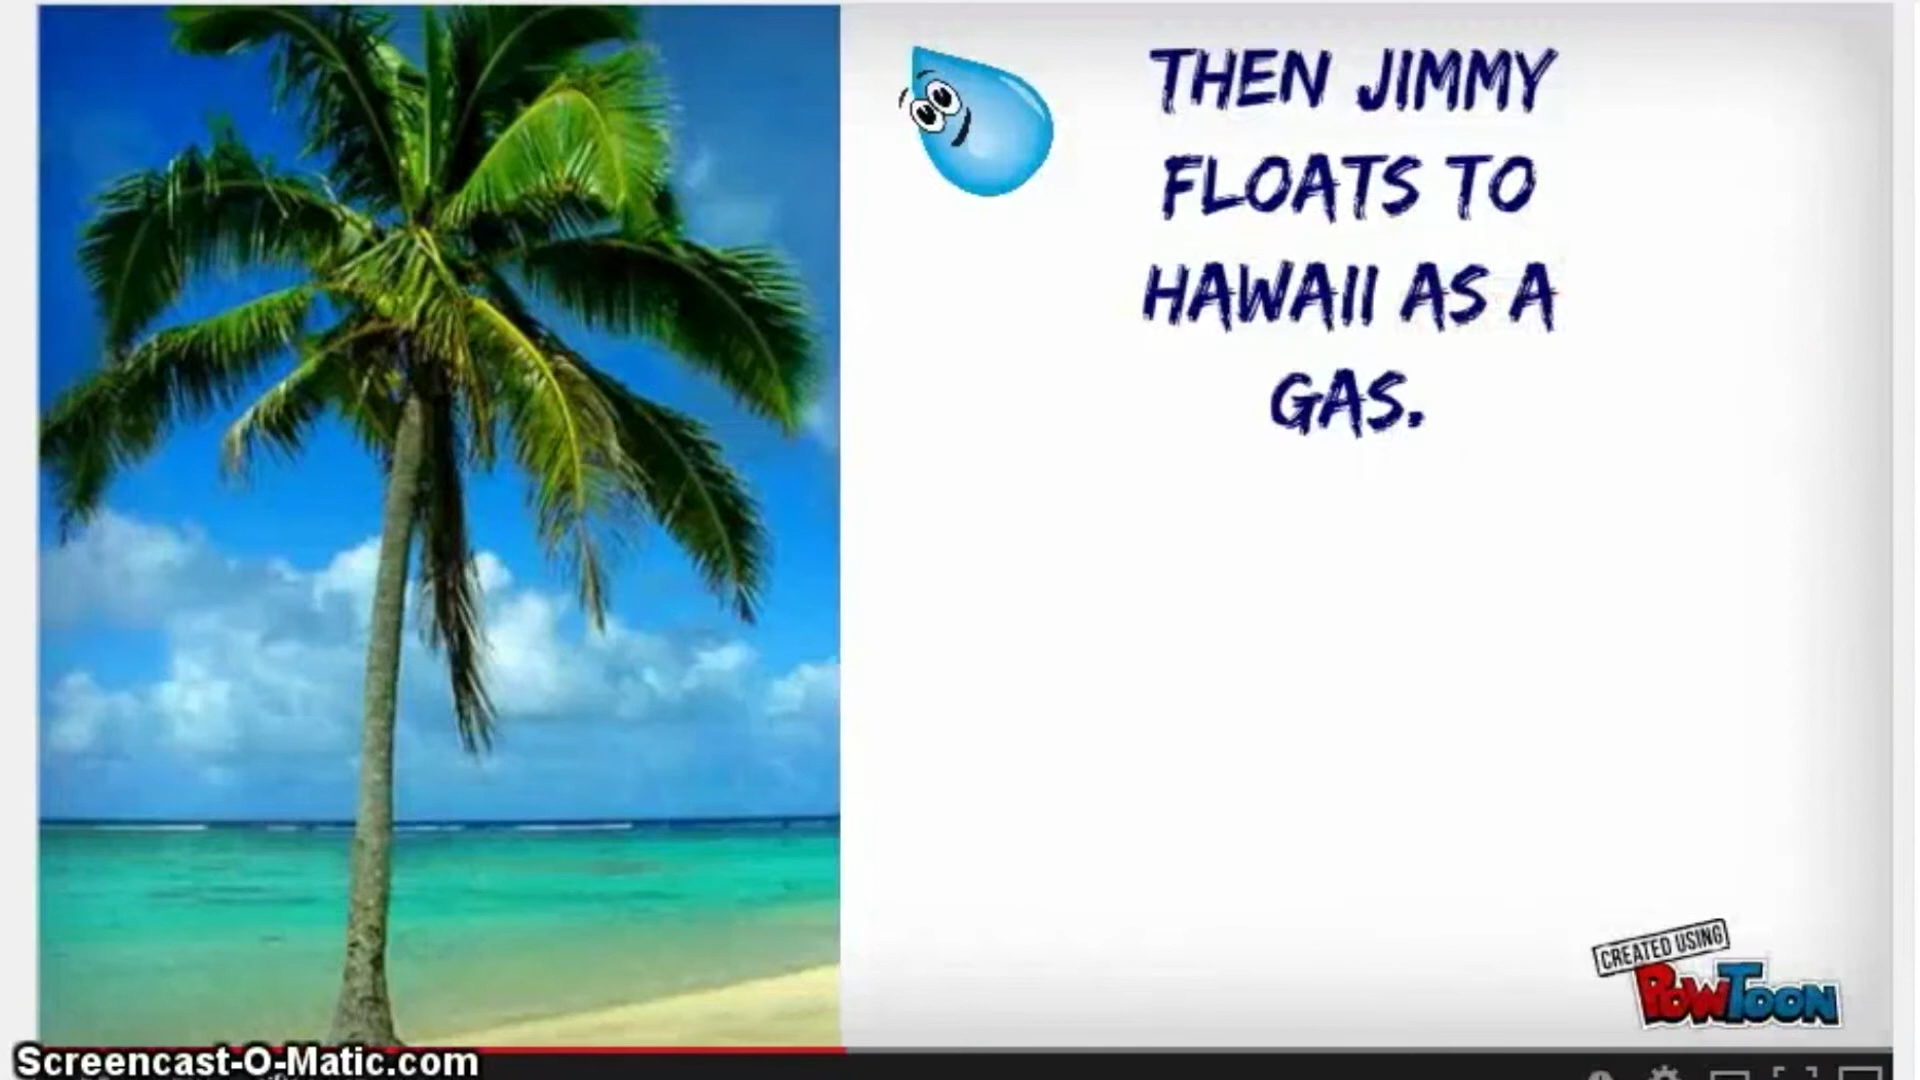 THEN JIMMY
FLOATS TO
HAWAII AS A
GAS.
CREATED USING
POWTOON
Screencast-O-Matic.com